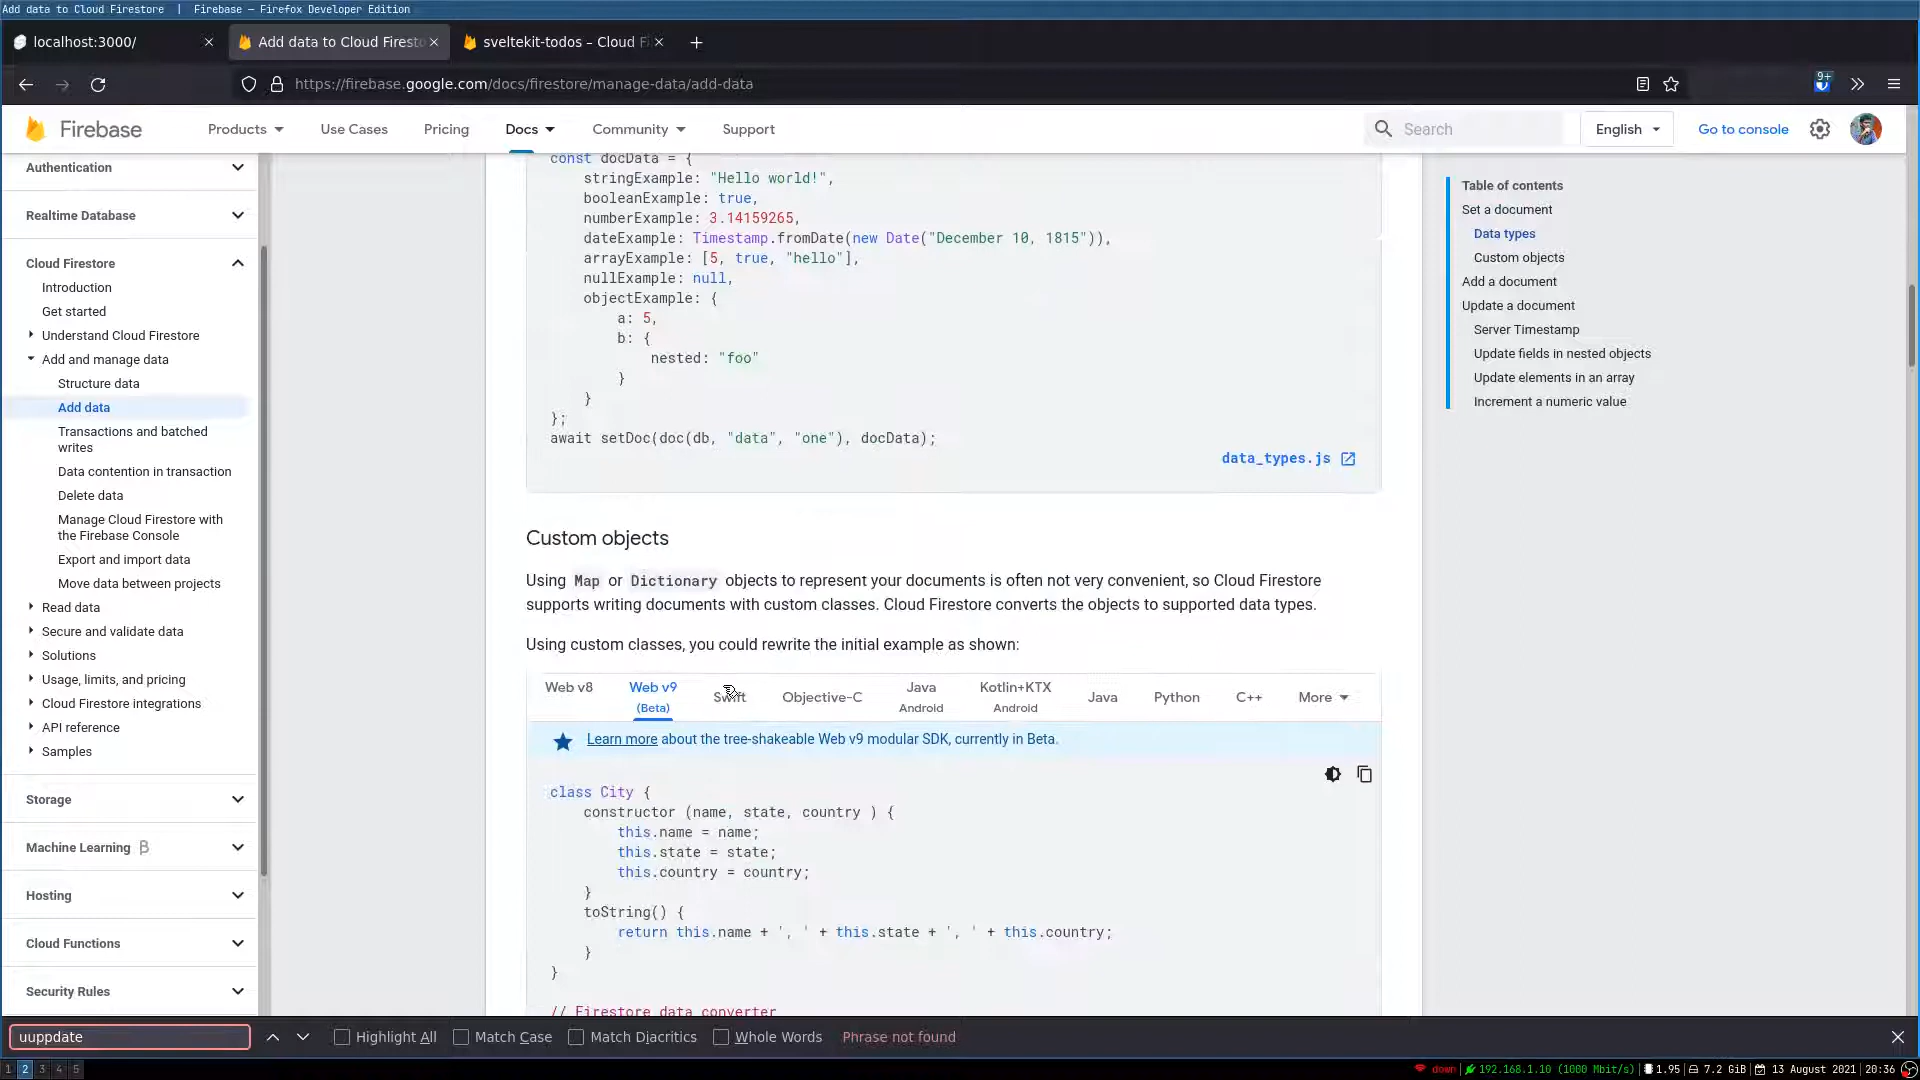 Add data to Cloud Firestore  |  Firebase — Firefox Developer Edition
localhost:3000/
Add data to Cloud Firesto
sveltekit-todos – Cloud Fi
https://firebase.google.com/docs/firestore/manage-data/add-data
9+
Firebase
Products
Use Cases
Pricing
Docs
Community
Support
Search
English
Go to console
Authentication
Realtime Database
Cloud Firestore
Introduction
Get started
Understand Cloud Firestore
Add and manage data
Structure data
Add data
Transactions and batched
writes
Data contention in transaction
Delete data
Manage Cloud Firestore with
the Firebase Console
Export and import data
Move data between projects
Read data
Secure and validate data
Solutions
Usage, limits, and pricing
Cloud Firestore integrations
API reference
Samples
Storage
Machine Learning β
Hosting
Cloud Functions
Security Rules
const docData = {
stringExample: "Hello world!",
booleanExample: true,
numberExample: 3.14159265,
dateExample: Timestamp.fromDate(new Date("December 10, 1815")),
arrayExample: [5, true, "hello"],
nullExample: null,
objectExample: {
a: 5,
b: {
nested: "foo"
}
}
};
await setDoc(doc(db, "data", "one"), docData);
data_types.js
Custom objects
Using Map or Dictionary objects to represent your documents is often not very convenient, so Cloud Firestore
supports writing documents with custom classes. Cloud Firestore converts the objects to supported data types.
Using custom classes, you could rewrite the initial example as shown:
Web v8
Web v9
(Beta)
Swift
Objective-C
Java
Android
Kotlin+KTX
Android
Java
Python
C++
More
Learn more about the tree-shakeable Web v9 modular SDK, currently in Beta.
class City {
constructor (name, state, country ) {
this.name = name;
this.state = state;
this.country = country;
}
toString() {
return this.name + ', ' + this.state + ', ' + this.country;
}
}
// Firestore data converter
Table of contents
Set a document
Data types
Custom objects
Add a document
Update a document
Server Timestamp
Update fields in nested objects
Update elements in an array
Increment a numeric value
uuppdate
Highlight All
Match Case
Match Diacritics
Whole Words
Phrase not found
1 2 3 4 5
down | 192.168.1.10 (1000 Mbit/s) | 1.95 | 7.2 GiB | 13 August 2021 | 20:36